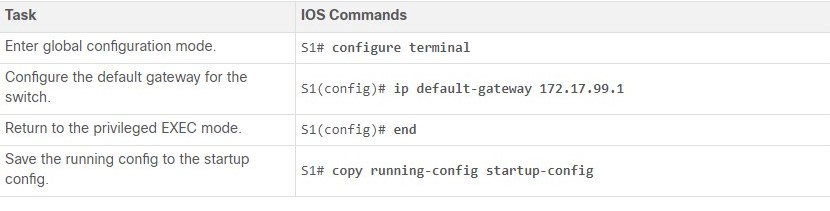 Task IOS Commands
Enter global configuration mode. S1# configure terminal
Configure the default gateway for the
switch. S1(config)# ip default-gateway 172.17.99.1
Return to the privileged EXEC mode. S1(config)# end
Save the running config to the startup
config. S1# copy running-config startup-config